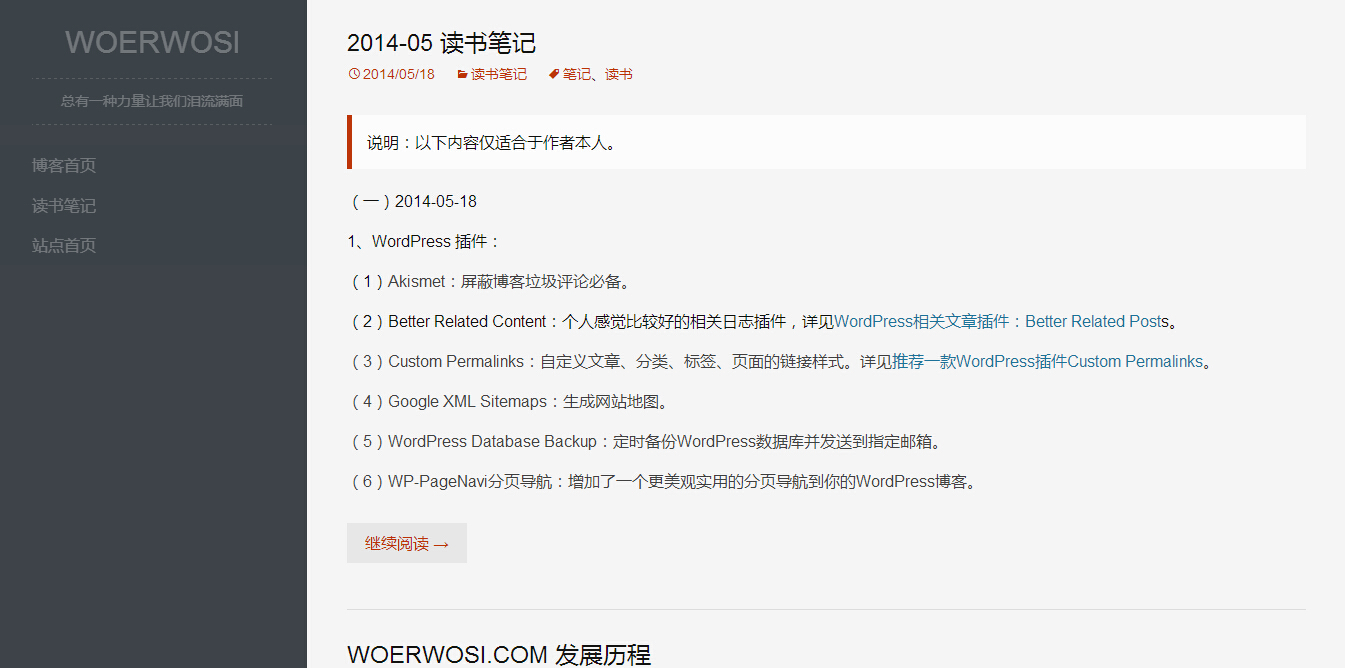 WOERWOSI
总有一种力量让我们泪流满面
博客首页
读书笔记
站点首页
2014-05 读书笔记
2014/05/18 读书笔记 笔记、读书
说明：以下内容仅适合于作者本人。
（一）2014-05-18
1、WordPress 插件：
（1）Akismet：屏蔽博客垃圾评论必备。
（2）Better Related Content：个人感觉比较好的相关日志插件，详见WordPress相关文章插件：Better Related Posts。
（3）Custom Permalinks：自定义文章、分类、标签、页面的链接样式。详见推荐一款WordPress插件Custom Permalinks。
（4）Google XML Sitemaps：生成网站地图。
（5）WordPress Database Backup：定时备份WordPress数据库并发送到指定邮箱。
（6）WP-PageNavi分页导航：增加了一个更美观实用的分页导航到你的WordPress博客。
继续阅读 →
WOERWOSI.COM 发展历程